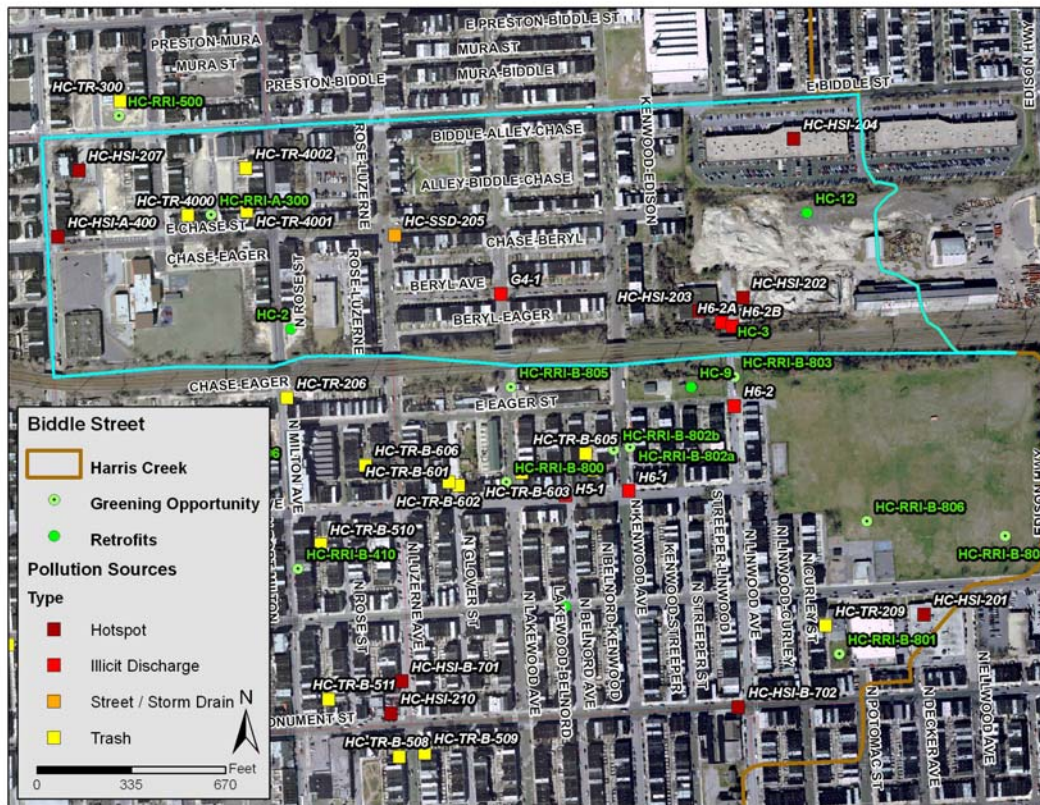 E PRESTON-BIDDLE ST
PRESTON-MURA
MURA ST
MURA ST
MURA-BIDDLE
PRESTON-BIDDLE
E BIDDLE ST
EDISON HWY
HC-TR-300
HC-RRI-500
KENWOOD-EDISON
ROSE-LUZERNE
BIDDLE-ALLEY-CHASE
HC-HSI-204
HC-HSI-207
HC-TR-4002
ALLEY-BIDDLE-CHASE
HC-TR-4000
HC-RRI-A-300
HC-12
HC-HSI-A-400
E CHASE ST
HC-TR-4001
HC-SSD-205
CHASE-BERYL
CHASE-EAGER
ROSE-LUZERNE
G4-1
BERYL AVE
HC-HSI-203
HC-HSI-202
N ROSE ST
H6-2A
H6-2B
HC-2
BERYL-EAGER
HC-3
CHASE-EAGER
HC-TR-206
HC-RRI-B-805
HC-9
HC-RRI-B-803
E EAGER ST
H6-2
N MILTON AVE
HC-TR-B-606
HC-TR-B-605
HC-RRI-B-802b
HC-RRI-B-802a
HC-TR-B-601
HC-RRI-B-800
HC-TR-B-603
HC-TR-B-602
H5-1
H6-1
HC-TR-B-510
HC-RRI-B-806
EDISON HWY
HC-RRI-B-410
HC-RRI-B-80
N ROSE ST
N LUZERNE AVE
N GLOVER ST
N LAKEWOOD AVE
LAKEWOOD-BELNORD
N BELNORD AVE
N BELNORD-KENWOOD
N KENWOOD AVE
KENWOOD-STREEPER
N STREEPER ST
STREEPER-LINWOOD
N LINWOOD AVE
N LINWOOD-CURLEY
N CURLEY ST
HC-TR-209
HC-HSI-201
HC-RRI-B-801
HC-HSI-B-701
HC-TR-B-511
HC-HSI-210
HC-HSI-B-702
ONUMENT ST
HC-TR-B-508
HC-TR-B-509
N POTOMAC ST
N DECKER AVE
N ELLWOOD AVE
Biddle Street
Harris Creek
Greening Opportunity
Retrofits
Pollution Sources
Type
Hotspot
Illicit Discharge
Street / Storm Drain
Trash
N
Feet
0 335 670